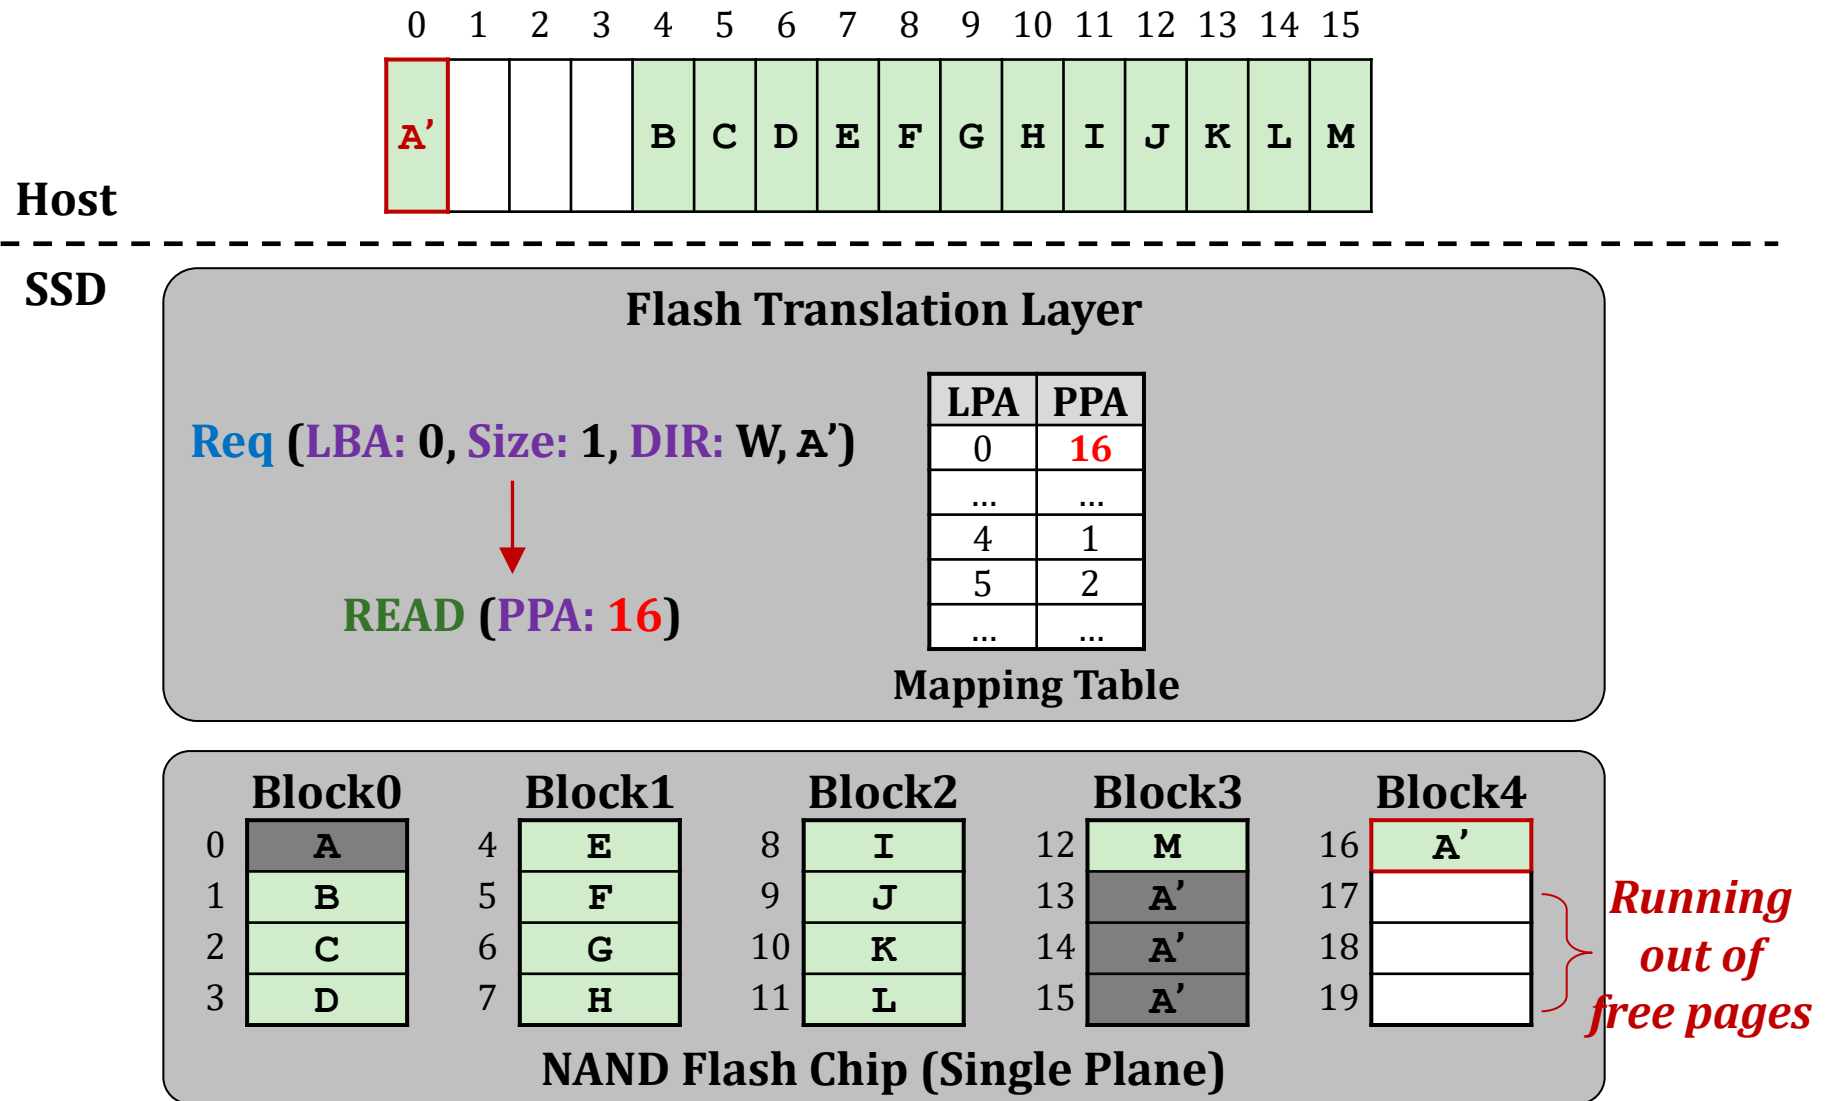 0 1 2 3 4 5 6 7 8 9 10 11 12 13 14 15
A’ B C D E F G H I J K L M
Host
SSD
Flash Translation Layer
Req (LBA: 0, Size: 1, DIR: W, A’)
READ (PPA: 16)
LPA PPA
0 16
... ...
4 1
5 2
... ...
Mapping Table
Block0 Block1 Block2 Block3 Block4
0 A 4 E 8 I 12 M 16 A’
1 B 5 F 9 J 13 A’ 17
2 C 6 G 10 K 14 A’ 18
3 D 7 H 11 L 15 A’ 19
Running
out of
free pages
NAND Flash Chip (Single Plane)